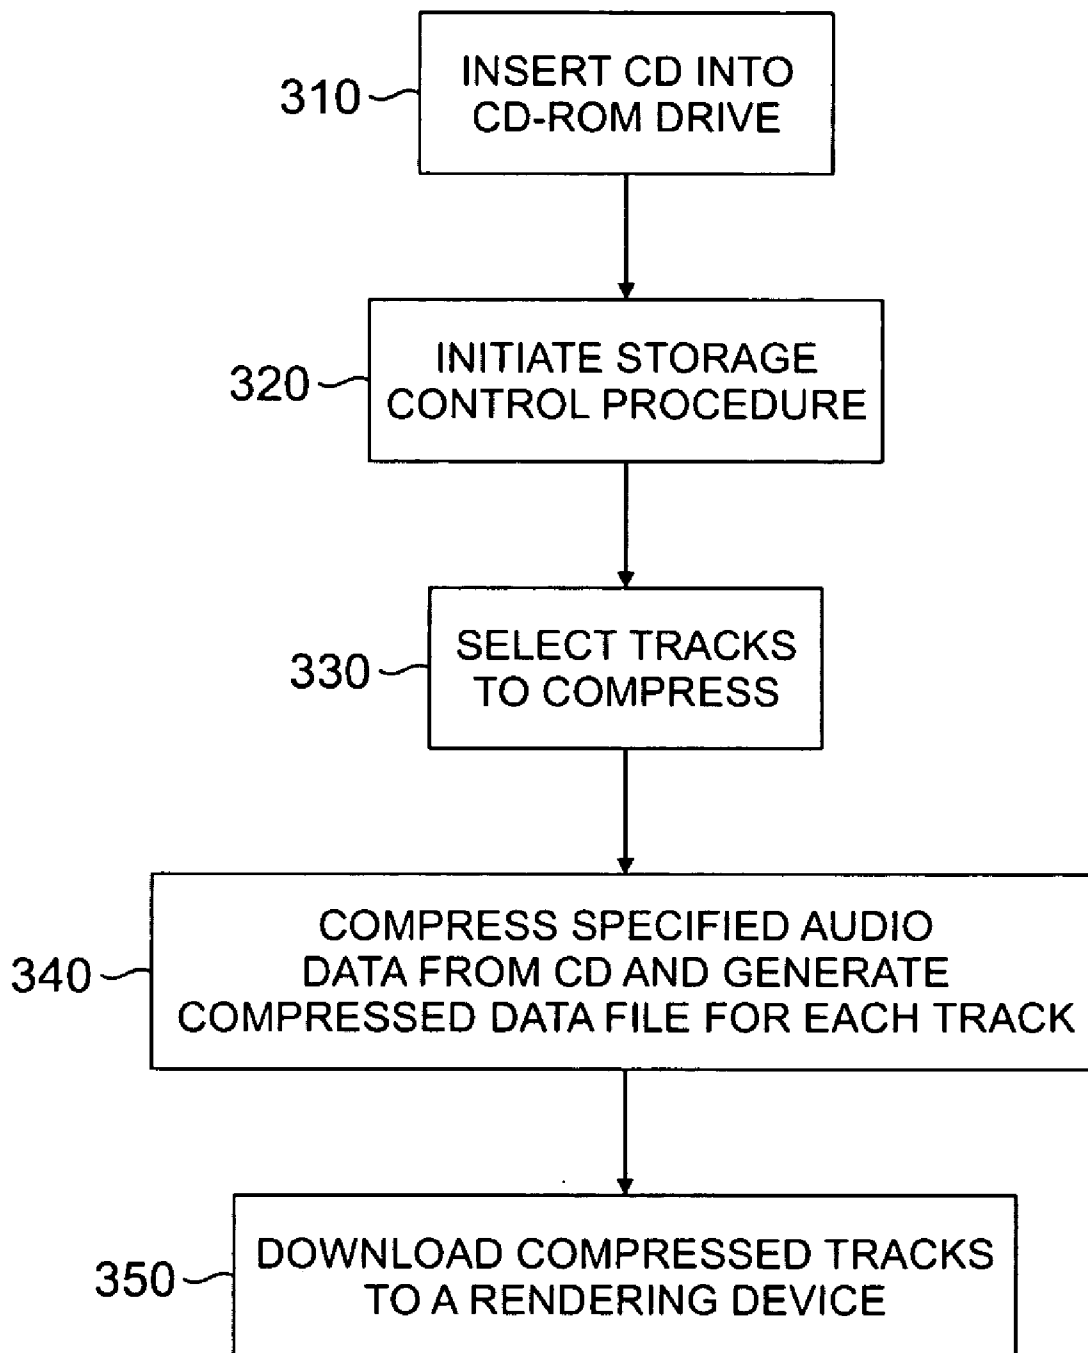 310
INSERT CD INTO
CD-ROM DRIVE
320
INITIATE STORAGE
CONTROL PROCEDURE
330
SELECT TRACKS
TO COMPRESS
340
COMPRESS SPECIFIED AUDIO
DATA FROM CD AND GENERATE
COMPRESSED DATA FILE FOR EACH TRACK
350
DOWNLOAD COMPRESSED TRACKS
TO A RENDERING DEVICE